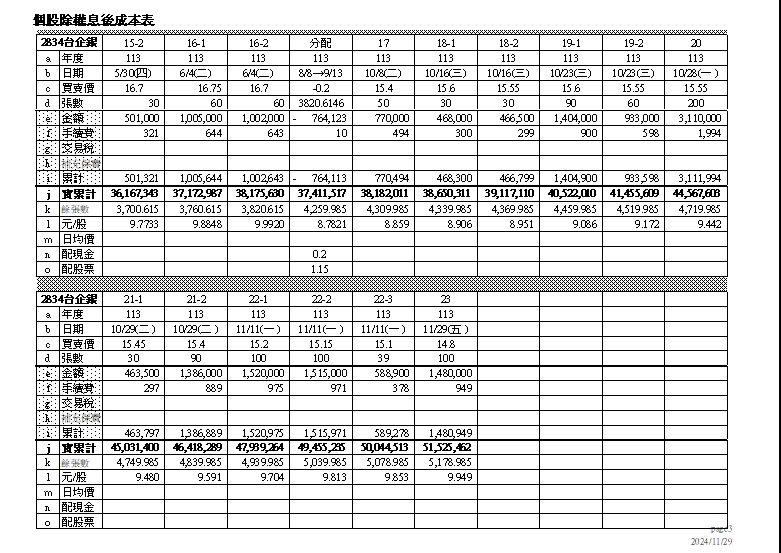 個股除權息後成本表
2834台企銀 15-2 16-1 16-2 分配 17 18-1 18-2 19-1 19-2 20
a 年度 113 113 113 113 113 113 113 113 113 113
b 日期 5/30(四) 6/4(二) 6/4(二) 8/8→9/13 10/8(二) 10/16(三) 10/16(三) 10/23(三) 10/23(三) 10/28(一)
c 買賣價 16.7 16.75 16.7 -0.2 15.4 15.6 15.55 15.6 15.55 15.55
d 張數 30 60 60 3820.6146 50 30 30 90 60 200
e 金額 501,000 1,005,000 1,002,000 - 764,123 770,000 468,000 466,500 1,404,000 933,000 3,110,000
f 手續費 321 644 643 10 494 300 299 900 598 1,994
g 交易稅
h 補充保費
i 累計 501,321 1,005,644 1,002,643 - 764,113 770,494 468,300 466,799 1,404,900 933,598 3,111,994
j 實累計 36,167,343 37,172,987 38,175,630 37,411,517 38,182,011 38,650,311 39,117,110 40,522,010 41,455,609 44,567,603
k 餘張數 3,700.615 3,760.615 3,820.615 4,259.985 4,309.985 4,339.985 4,369.985 4,459.985 4,519.985 4,719.985
l 元/股 9.7733 9.8848 9.9920 8.7821 8.859 8.906 8.951 9.086 9.172 9.442
m 日均價
n 配現金 0.2
o 配股票 1.15
2834台企銀 21-1 21-2 22-1 22-2 22-3 23
a 年度 113 113 113 113 113 113
b 日期 10/29(二) 10/29(二) 11/11(一) 11/11(一) 11/11(一) 11/29(五)
c 買賣價 15.45 15.4 15.2 15.15 15.1 14.8
d 張數 30 90 100 100 39 100
e 金額 463,500 1,386,000 1,520,000 1,515,000 588,900 1,480,000
f 手續費 297 889 975 971 378 949
g 交易稅
h 補充保費
i 累計 463,797 1,386,889 1,520,975 1,515,971 589,278 1,480,949
j 實累計 45,031,400 46,418,289 47,939,264 49,455,235 50,044,513 51,525,462
k 餘張數 4,749.985 4,839.985 4,939.985 5,039.985 5,078.985 5,178.985
l 元/股 9.480 9.591 9.704 9.813 9.853 9.949
m 日均價
n 配現金
o 配股票
page3
2024/11/29